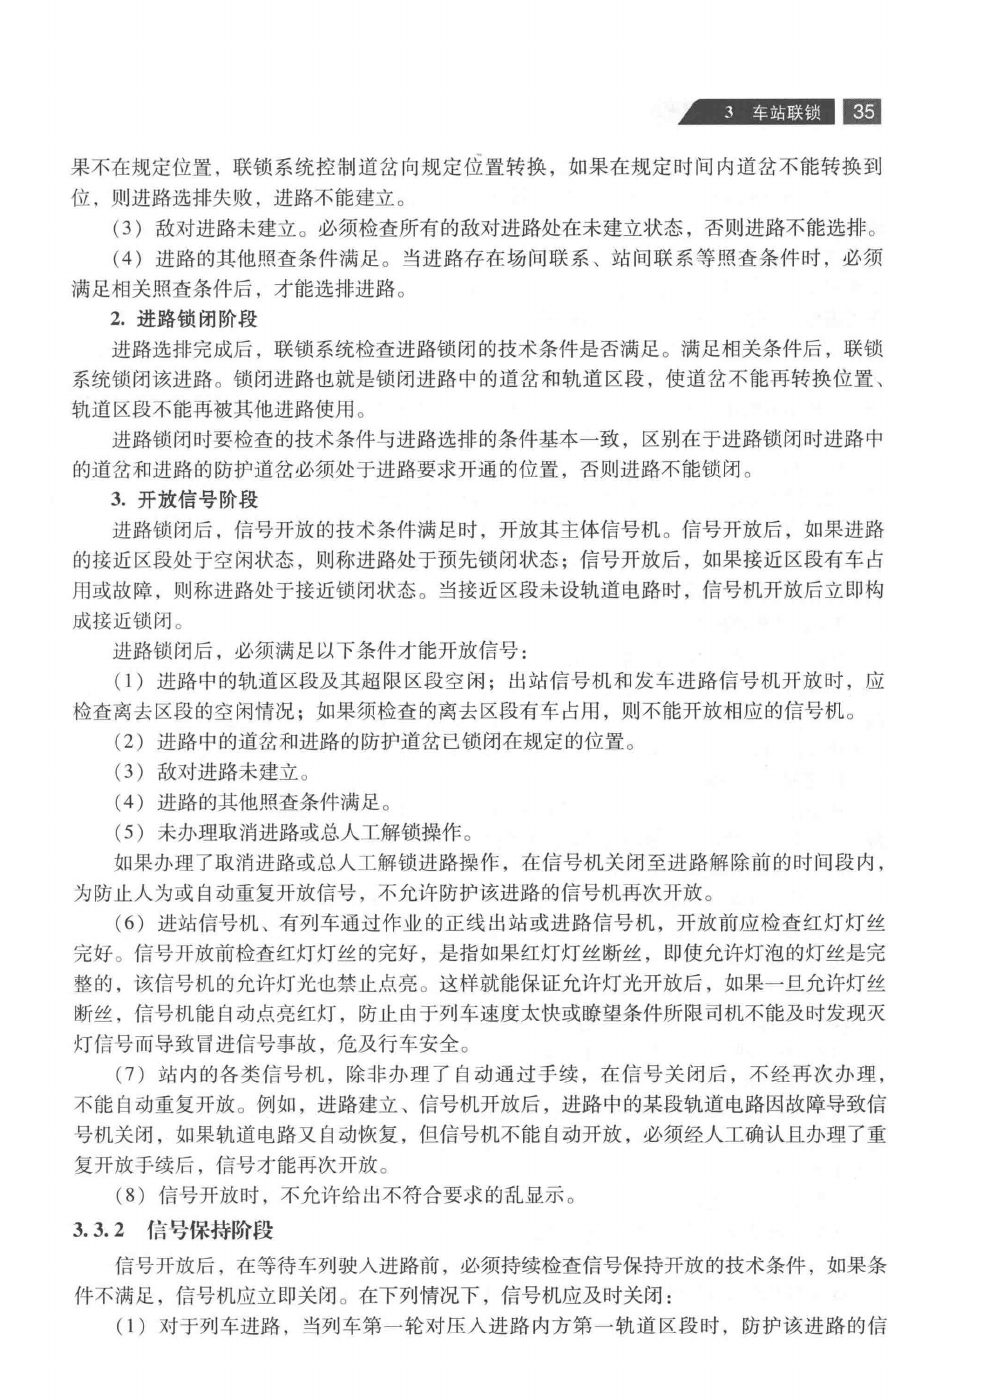 3 车站联锁 35
果不在规定位置，联锁系统控制道岔向规定位置转换，如果在规定时间内道岔不能转换到
位，则进路选排失败，进路不能建立。
（3）敌对进路未建立。必须检查所有的敌对进路处在未建立状态，否则进路不能选排。
（4）进路的其他照查条件满足。当进路存在场间联系、站间联系等照查条件时，必须
满足相关照查条件后，才能选排进路。
2. 进路锁闭阶段
进路选排完成后，联锁系统检查进路锁闭的技术条件是否满足。满足相关条件后，联锁
系统锁闭该进路。锁闭进路也就是锁闭进路中的道岔和轨道区段，使道岔不能再转换位置、
轨道区段不能再被其他进路使用。
进路锁闭时要检查的技术条件与进路选排的条件基本一致，区别在于进路锁闭时进路中
的道岔和进路的防护道岔必须处于进路要求开通的位置，否则进路不能锁闭。
3. 开放信号阶段
进路锁闭后，信号开放的技术条件满足时，开放其主体信号机。信号开放后，如果进路
的接近区段处于空闲状态，则称进路处于预先锁闭状态；信号开放后，如果接近区段有车占
用或故障，则称进路处于接近锁闭状态。当接近区段未设轨道电路时，信号机开放后立即构
成接近锁闭。
进路锁闭后，必须满足以下条件才能开放信号：
（1）进路中的轨道区段及其超限区段空闲；出站信号机和发车进路信号机开放时，应
检查离去区段的空闲情况；如果须检查的离去区段有车占用，则不能开放相应的信号机。
（2）进路中的道岔和进路的防护道岔已锁闭在规定的位置。
（3）敌对进路未建立。
（4）进路的其他照查条件满足。
（5）未办理取消进路或总人工解锁操作。
如果办理了取消进路或总人工解锁进路操作，在信号机关闭至进路解除前的时间段内，
为防止人为或自动重复开放信号，不允许防护该进路的信号机再次开放。
（6）进站信号机、有列车通过作业的正线出站或进路信号机，开放前应检查红灯灯丝
完好。信号开放前检查红灯灯丝的完好，是指如果红灯灯丝断丝，即使允许灯泡的灯丝是完
整的，该信号机的允许灯光也禁止点亮。这样就能保证允许灯光开放后，如果一旦允许灯丝
断丝，信号机能自动点亮红灯，防止由于列车速度太快或瞭望条件所限司机不能及时发现灭
灯信号而导致冒进信号事故，危及行车安全。
（7）站内的各类信号机，除非办理了自动通过手续，在信号关闭后，不经再次办理，
不能自动重复开放。例如，进路建立、信号机开放后，进路中的某段轨道电路因故障导致信
号机关闭，如果轨道电路又自动恢复，但信号机不能自动开放，必须经人工确认且办理了重
复开放手续后，信号才能再次开放。
（8）信号开放时，不允许给出不符合要求的乱显示。
3.3.2 信号保持阶段
信号开放后，在等待车列驶入进路前，必须持续检查信号保持开放的技术条件，如果条
件不满足，信号机应立即关闭。在下列情况下，信号机应及时关闭：
（1）对于列车进路，当列车第一轮对压入进路内方第一轨道区段时，防护该进路的信